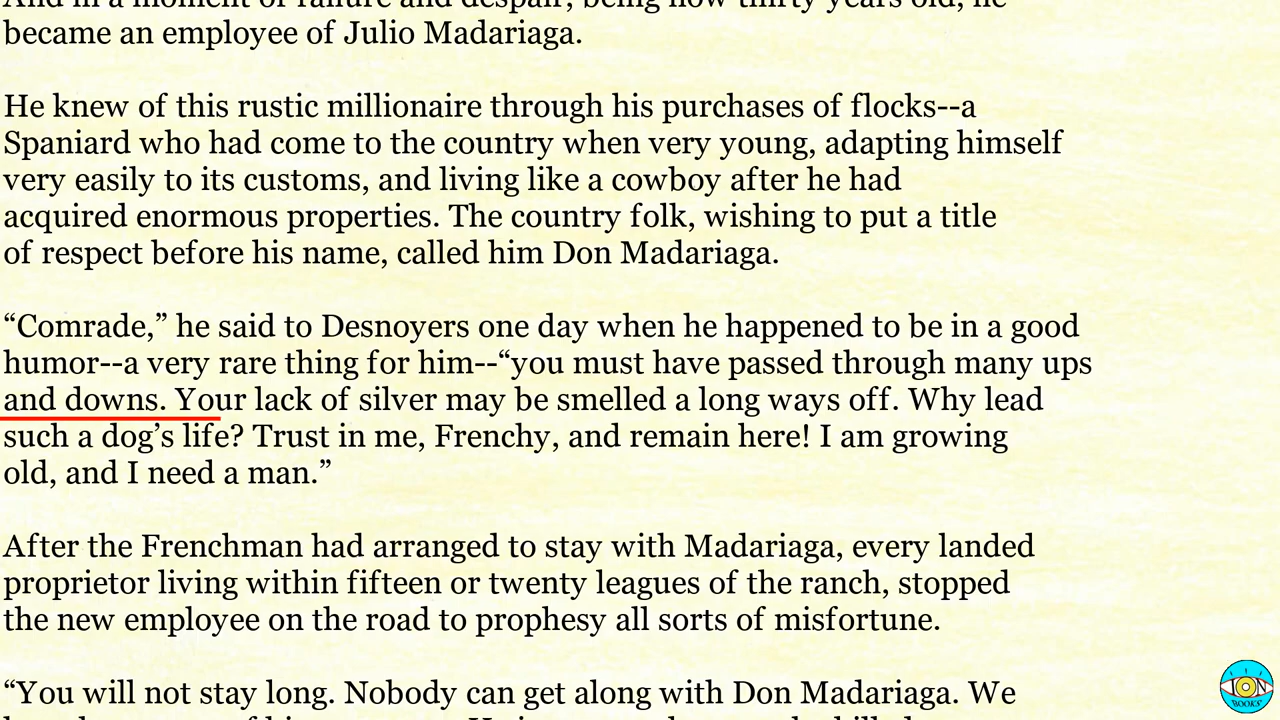 became an employee of Julio Madariaga.
He knew of this rustic millionaire through his purchases of flocks--a
Spaniard who had come to the country when very young, adapting himself
very easily to its customs, and living like a cowboy after he had
acquired enormous properties. The country folk, wishing to put a title
of respect before his name, called him Don Madariaga.
“Comrade,” he said to Desnoyers one day when he happened to be in a good
humor--a very rare thing for him--“you must have passed through many ups
and downs. Your lack of silver may be smelled a long ways off. Why lead
such a dog’s life? Trust in me, Frenchy, and remain here! I am growing
old, and I need a man.”
After the Frenchman had arranged to stay with Madariaga, every landed
proprietor living within fifteen or twenty leagues of the ranch, stopped
the new employee on the road to prophesy all sorts of misfortune.
“You will not stay long. Nobody can get along with Don Madariaga. We
ION
BOOKS